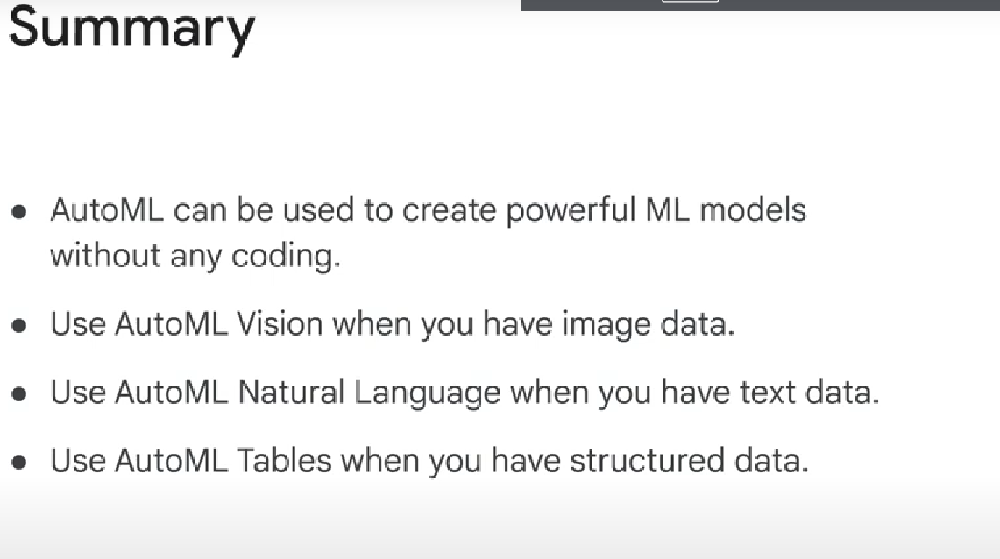 Summary
● AutoML can be used to create powerful ML models
without any coding.
● Use AutoML Vision when you have image data.
● Use AutoML Natural Language when you have text data.
● Use AutoML Tables when you have structured data.